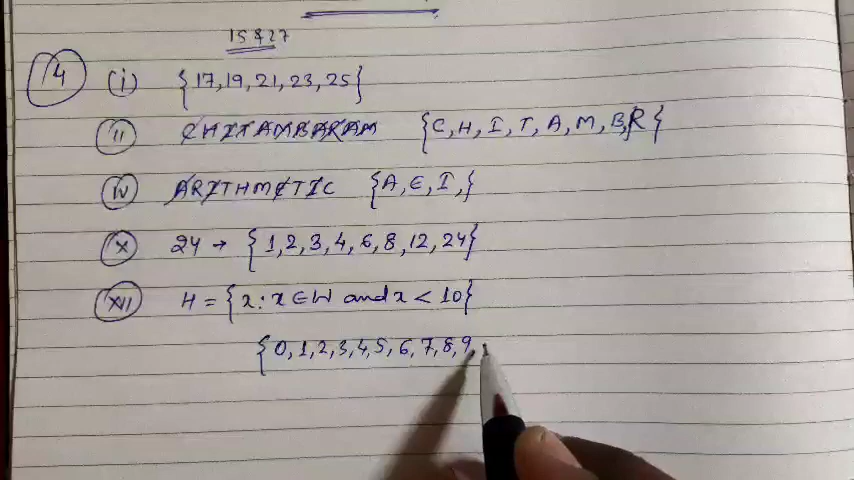 15 & 27
14 (i) {17, 19, 21, 23, 25}
(ii) CHITAMBARAM {C, H, I, T, A, M, B, R}
(iv) ARITHMETIC {A, E, I, }
(x) 24 → {1, 2, 3, 4, 6, 8, 12, 24}
(xii) H = {x : x ∈ W and x < 10}
{0, 1, 2, 3, 4, 5, 6, 7, 8, 9,